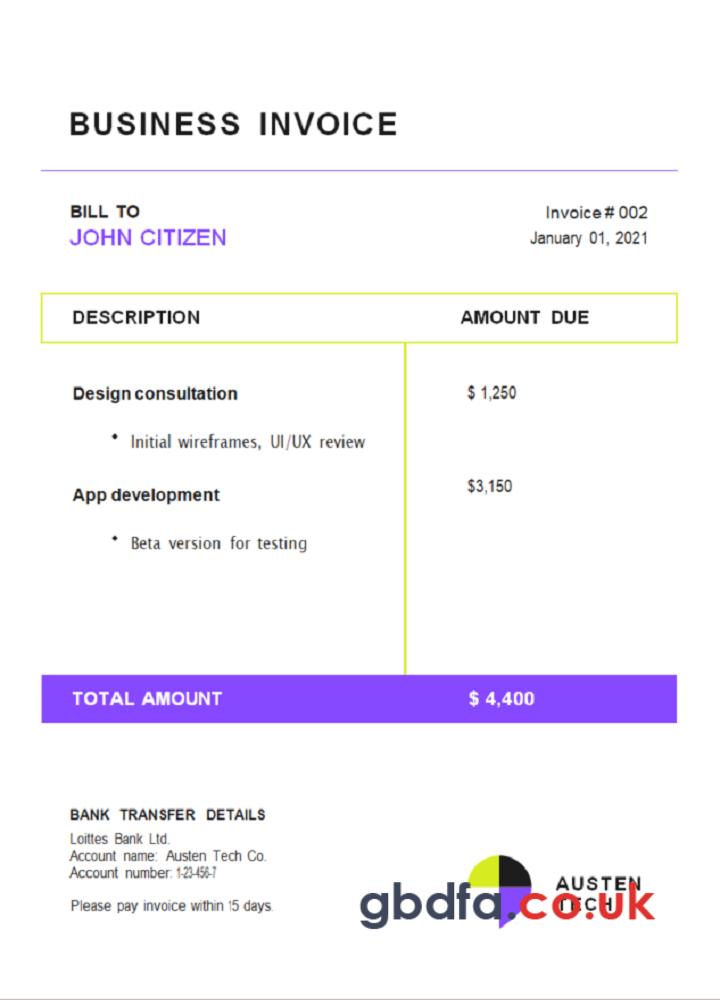 BUSINESS INVOICE
BILL TO
JOHN CITIZEN
Invoice # 002
January 01, 2021
DESCRIPTION AMOUNT DUE
Design consultation $ 1,250
• Initial wireframes, UI/UX review
App development $3,150
• Beta version for testing
TOTAL AMOUNT $ 4,400
BANK TRANSFER DETAILS
Loittes Bank Ltd.
Account name: Austen Tech Co.
Account number: 1-23-456-7
Please pay invoice within 15 days.
AUSTEN
TECH
gbdfa.co.uk